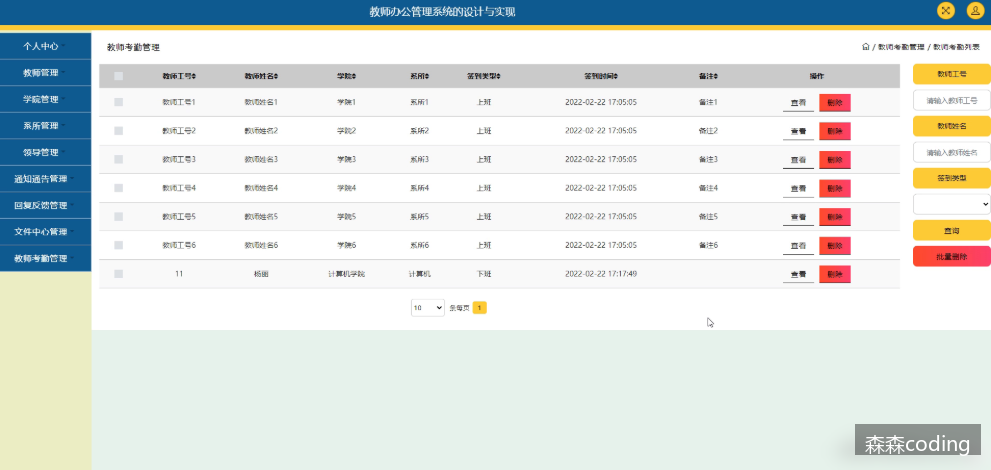 教师办公管理系统的设计与实现
个人中心
教师管理
学院管理
系所管理
领导管理
通知通告管理
回复反馈管理
文件中心管理
教师考勤管理
教师考勤管理
/ 教师考勤管理 / 教师考勤列表
教师工号 教师姓名 学院 系所 签到类型 签到时间 备注 操作
教师工号1 教师姓名1 学院1 系所1 上班 2022-02-22 17:05:05 备注1 查看 删除
教师工号2 教师姓名2 学院2 系所2 上班 2022-02-22 17:05:05 备注2 查看 删除
教师工号3 教师姓名3 学院3 系所3 上班 2022-02-22 17:05:05 备注3 查看 删除
教师工号4 教师姓名4 学院4 系所4 上班 2022-02-22 17:05:05 备注4 查看 删除
教师工号5 教师姓名5 学院5 系所5 上班 2022-02-22 17:05:05 备注5 查看 删除
教师工号6 教师姓名6 学院6 系所6 上班 2022-02-22 17:05:05 备注6 查看 删除
11 杨丽 计算机学院 计算机 下班 2022-02-22 17:17:49 查看 删除
10 条每页 1
教师工号
请输入教师工号
教师姓名
请输入教师姓名
签到类型
查询
批量删除
森森coding